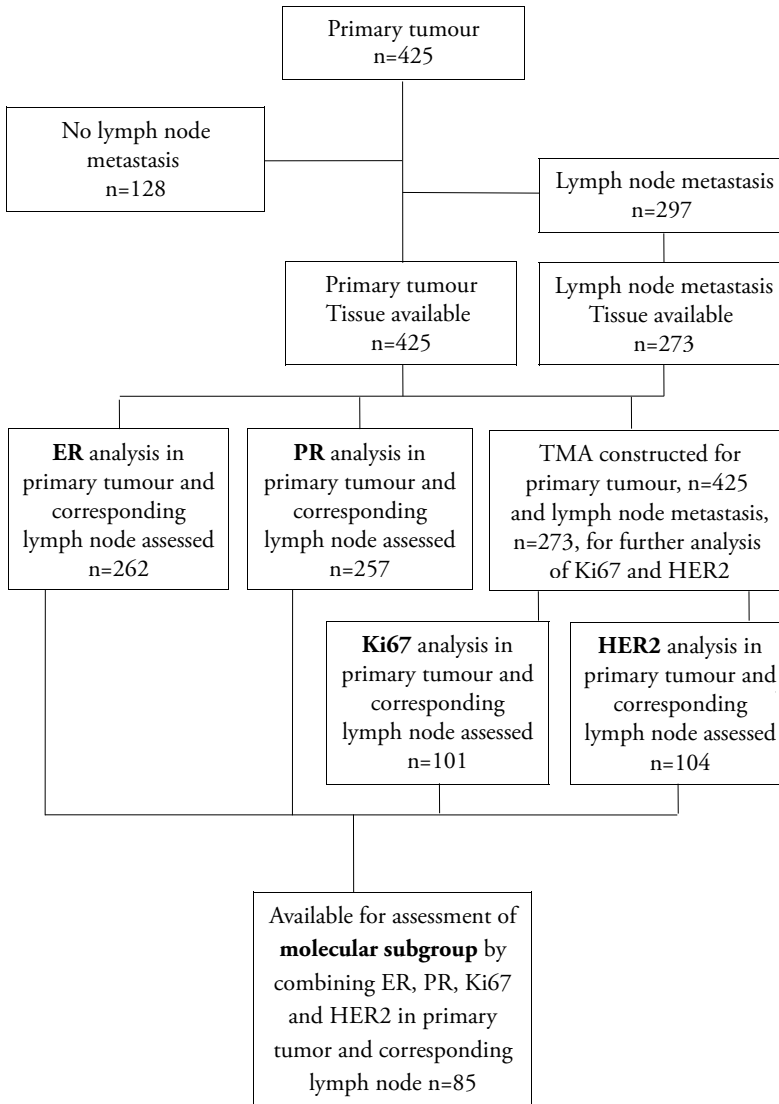 Primary tumour
n=425
No lymph node
metastasis
n=128
Lymph node metastasis
n=297
Primary tumour
Tissue available
n=425
Lymph node metastasis
Tissue available
n=273
ER analysis in
primary tumour and
corresponding
lymph node assessed
n=262
PR analysis in
primary tumour and
corresponding
lymph node assessed
n=257
TMA constructed for
primary tumour, n=425
and lymph node metastasis,
n=273, for further analysis
of Ki67 and HER2
Ki67 analysis in
primary tumour and
corresponding
lymph node assessed
n=101
HER2 analysis in
primary tumour and
corresponding
lymph node assessed
n=104
Available for assessment of
molecular subgroup by
combining ER, PR, Ki67
and HER2 in primary
tumor and corresponding
lymph node n=85